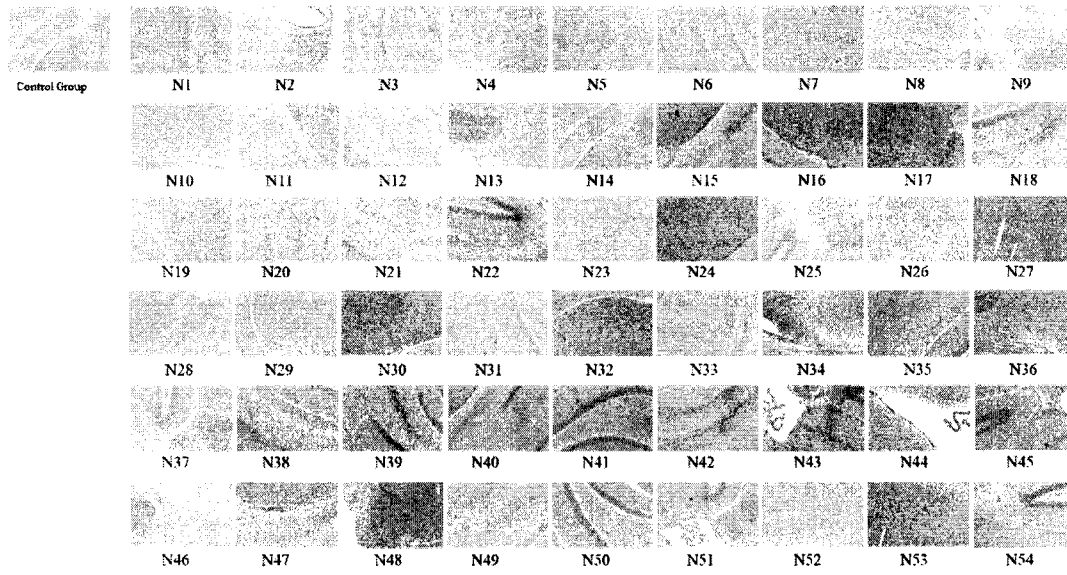 Control Group
N1 N2 N3 N4 N5 N6 N7 N8 N9
N10 N11 N12 N13 N14 N15 N16 N17 N18
N19 N20 N21 N22 N23 N24 N25 N26 N27
N28 N29 N30 N31 N32 N33 N34 N35 N36
N37 N38 N39 N40 N41 N42 N43 N44 N45
N46 N47 N48 N49 N50 N51 N52 N53 N54